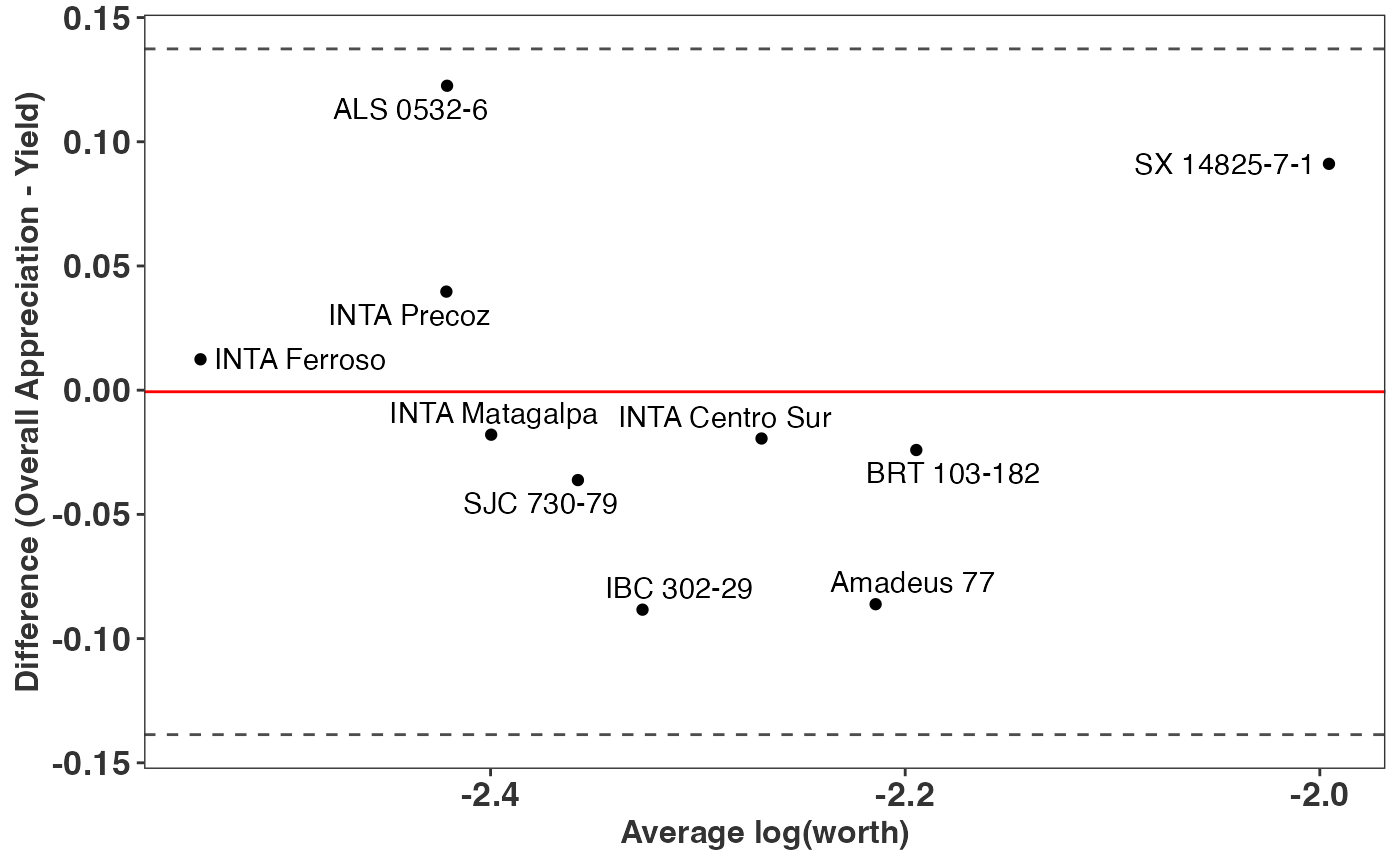 0.15
0.10
0.05
0.00
-0.05
-0.10
-0.15
Difference (Overall Appreciation - Yield)
ALS 0532-6
SX 14825-7-1
INTA Precoz
INTA Ferroso
INTA Matagalpa
INTA Centro Sur
BRT 103-182
SJC 730-79
IBC 302-29
Amadeus 77
-2.4
-2.2
-2.0
Average log(worth)